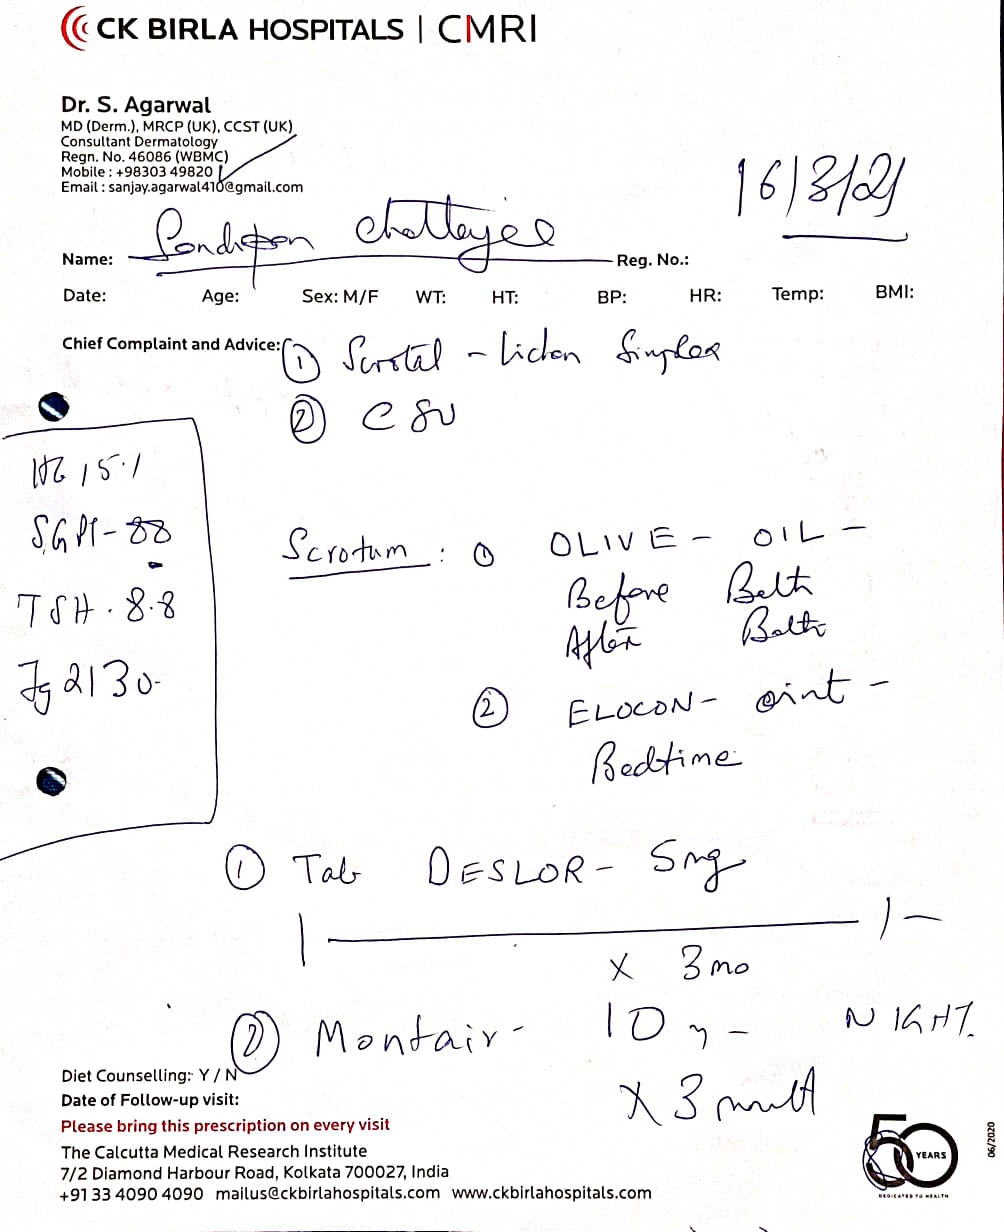 CK BIRLA HOSPITALS | CMRI
Dr. S. Agarwal
MD (Derm.), MRCP (UK), CCST (UK)
Consultant Dermatology
Regn. No. 46086 (WBMC)
Mobile : +98303 49820
Email : sanjay.agarwal410@gmail.com
16/3/21
Name: Sandipan Chatterjee Reg. No.:
Date: Age: Sex: M/F WT: HT: BP: HR: Temp: BMI:
Chief Complaint and Advice: ① Scrotal - Lichen Simplex
② CSU
Hb 15.1
SGPT - 88
TSH . 8.8
Ig 2130
Scrotum : ① OLIVE - OIL -
Before Bath
After Bath
② ELOCON - oint -
Bedtime
① Tab DESLOR - 5mg
1 ——— 1 -
x 3 mo
② Montair - 10 - NIGHT.
x 3
Diet Counselling: Y / N
Date of Follow-up visit:
Please bring this prescription on every visit
The Calcutta Medical Research Institute
7/2 Diamond Harbour Road, Kolkata 700027, India
+91 33 4090 4090 mailus@ckbirlahospitals.com www.ckbirlahospitals.com
50 YEARS
DEDICATED TO HEALTH
06/2020